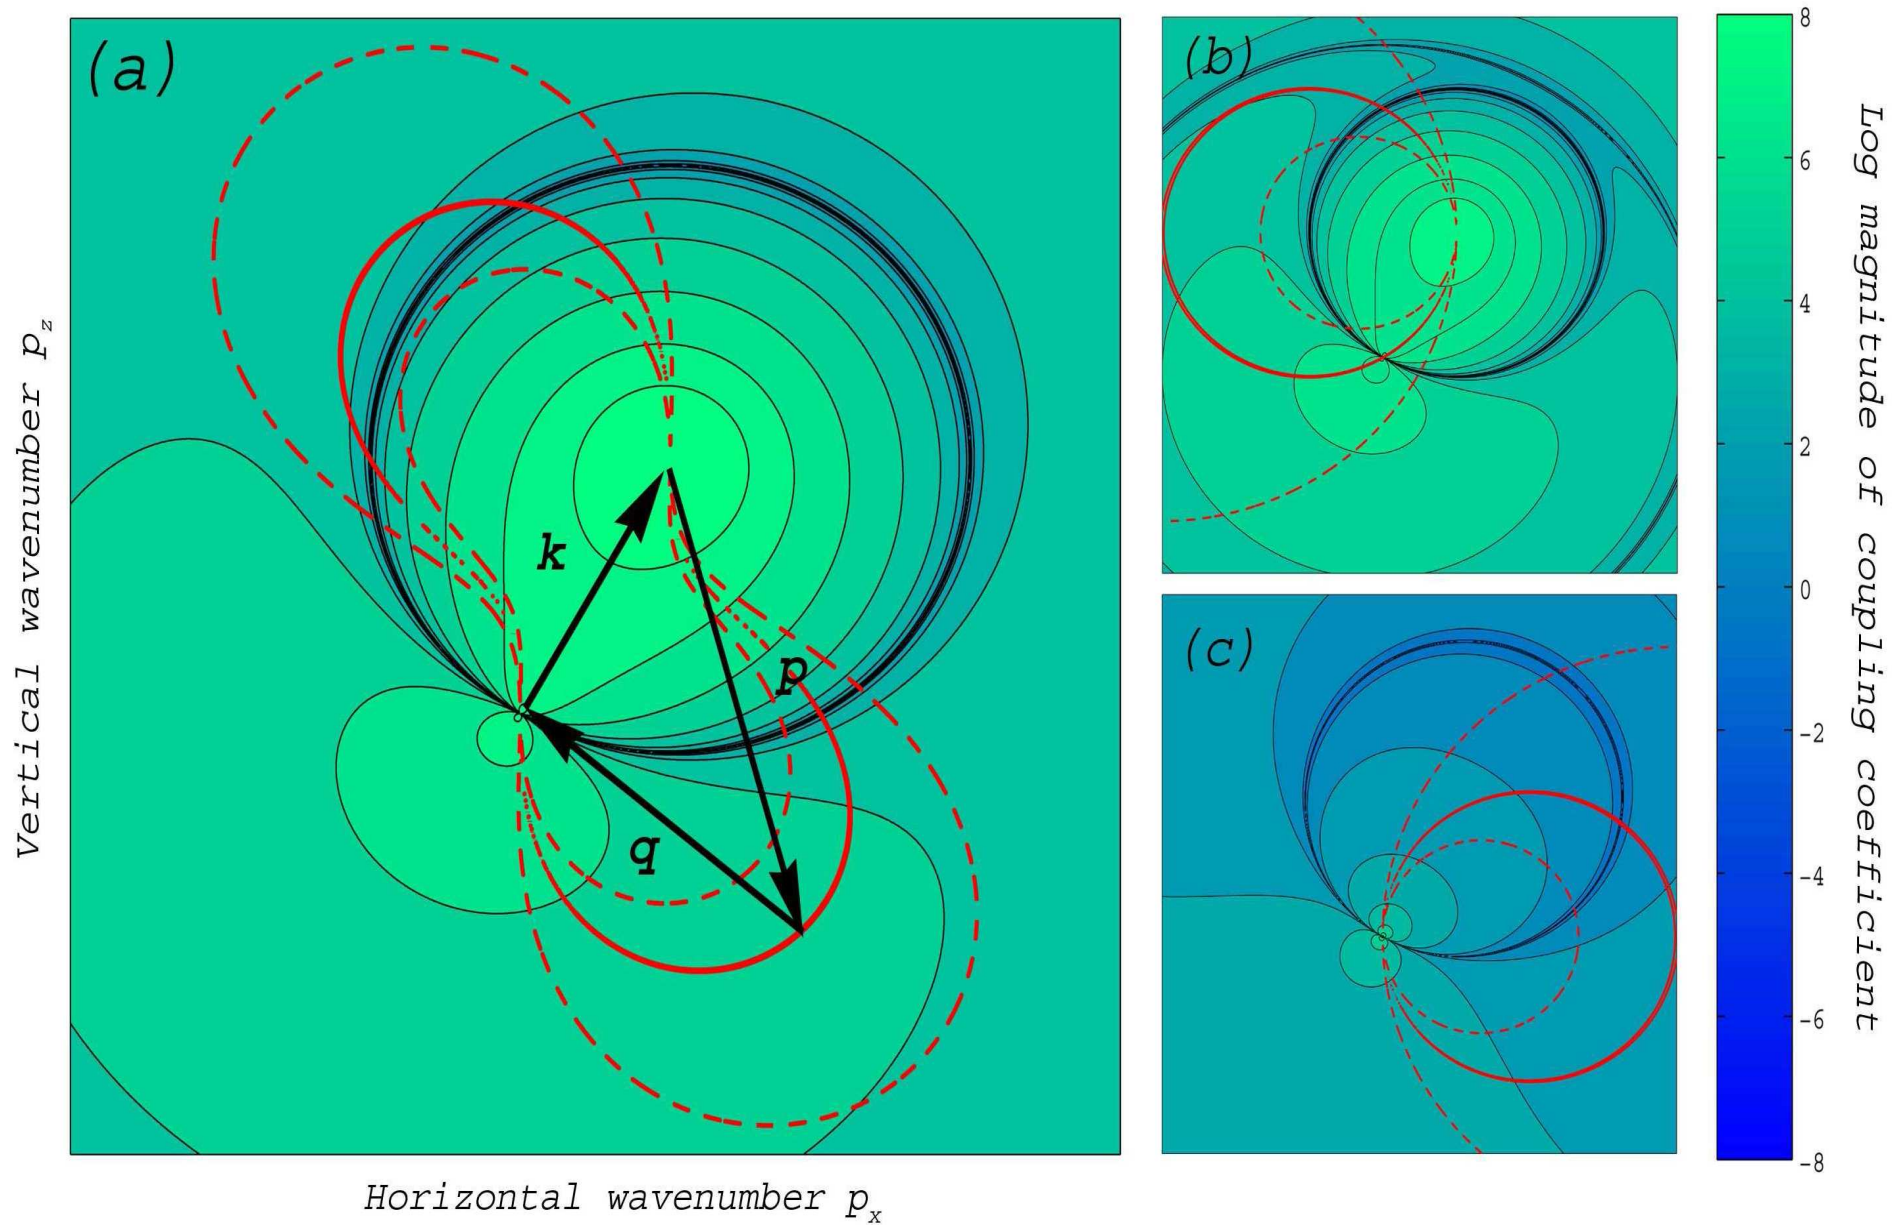 (a)
k
p
q
Vertical wavenumber p_z
Horizontal wavenumber p_x
(b)
(c)
8
6
4
2
0
-2
-4
-6
-8
Log magnitude of coupling coefficient